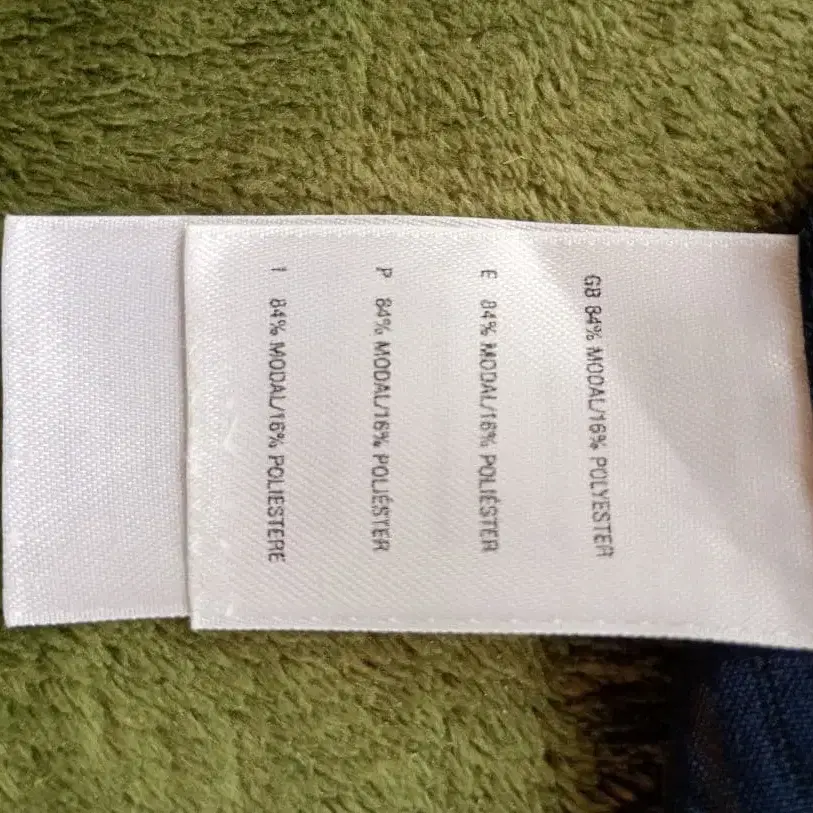 GB 84% MODAL/16% POLYESTER
E 84% MODAL/16% POLIÉSTER
P 84% MODAL/16% POLIÉSTER
I 84% MODAL/16% POLIESTERE